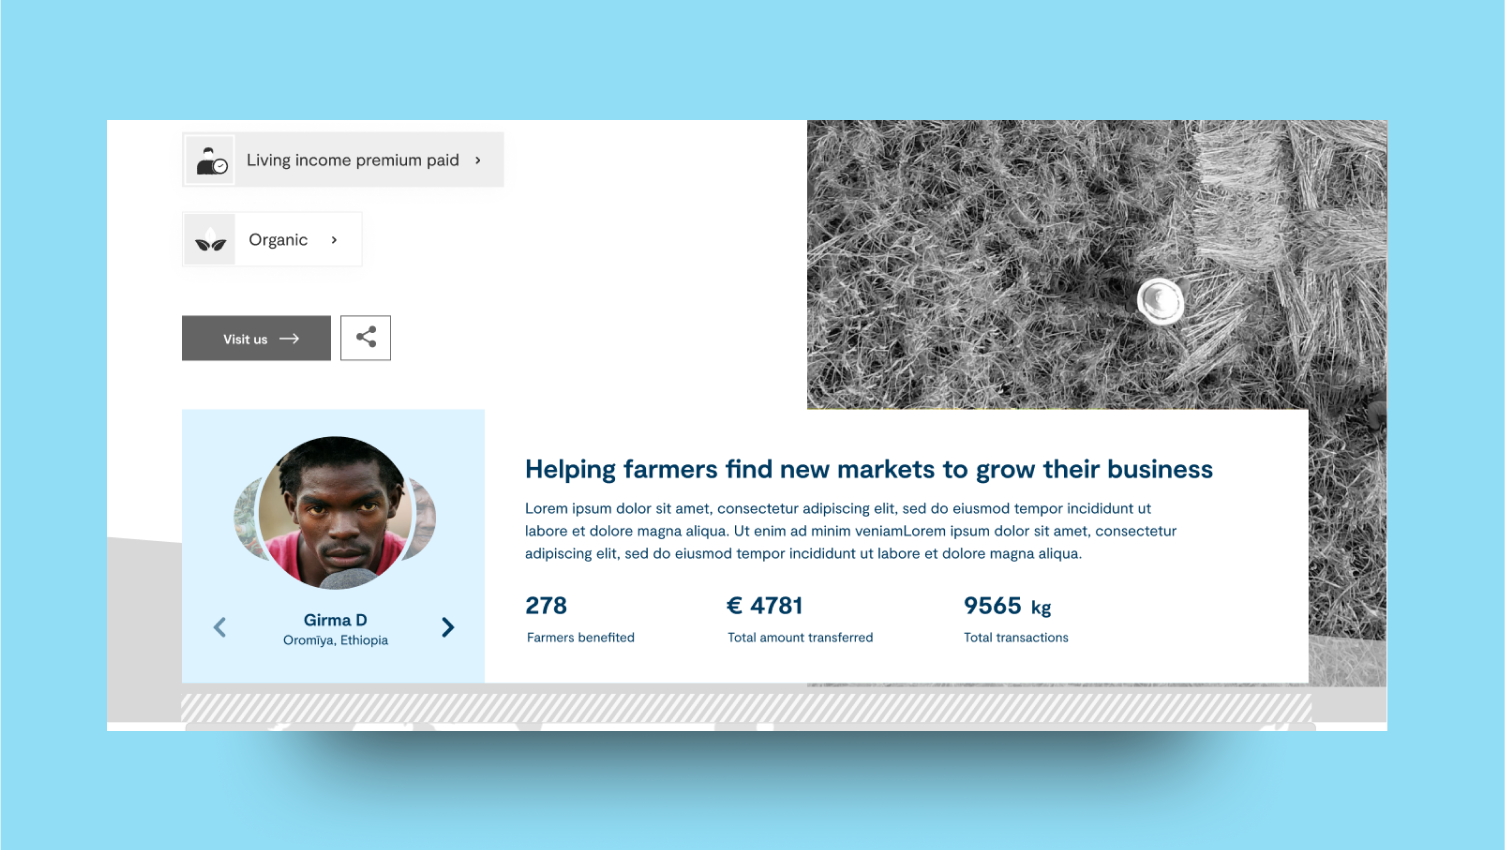 Living income premium paid
Organic
Visit us
Girma D
Oromïya, Ethiopia
Helping farmers find new markets to grow their business
Lorem ipsum dolor sit amet, consectetur adipiscing elit, sed do eiusmod tempor incididunt ut
labore et dolore magna aliqua. Ut enim ad minim veniamLorem ipsum dolor sit amet, consectetur
adipiscing elit, sed do eiusmod tempor incididunt ut labore et dolore magna aliqua.
278
Farmers benefited
€ 4781
Total amount transferred
9565 kg
Total transactions